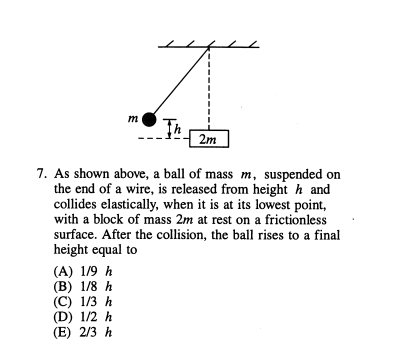 m
h
2m
7. As shown above, a ball of mass m, suspended on
the end of a wire, is released from height h and
collides elastically, when it is at its lowest point,
with a block of mass 2m at rest on a frictionless
surface. After the collision, the ball rises to a final
height equal to
(A) 1/9 h
(B) 1/8 h
(C) 1/3 h
(D) 1/2 h
(E) 2/3 h